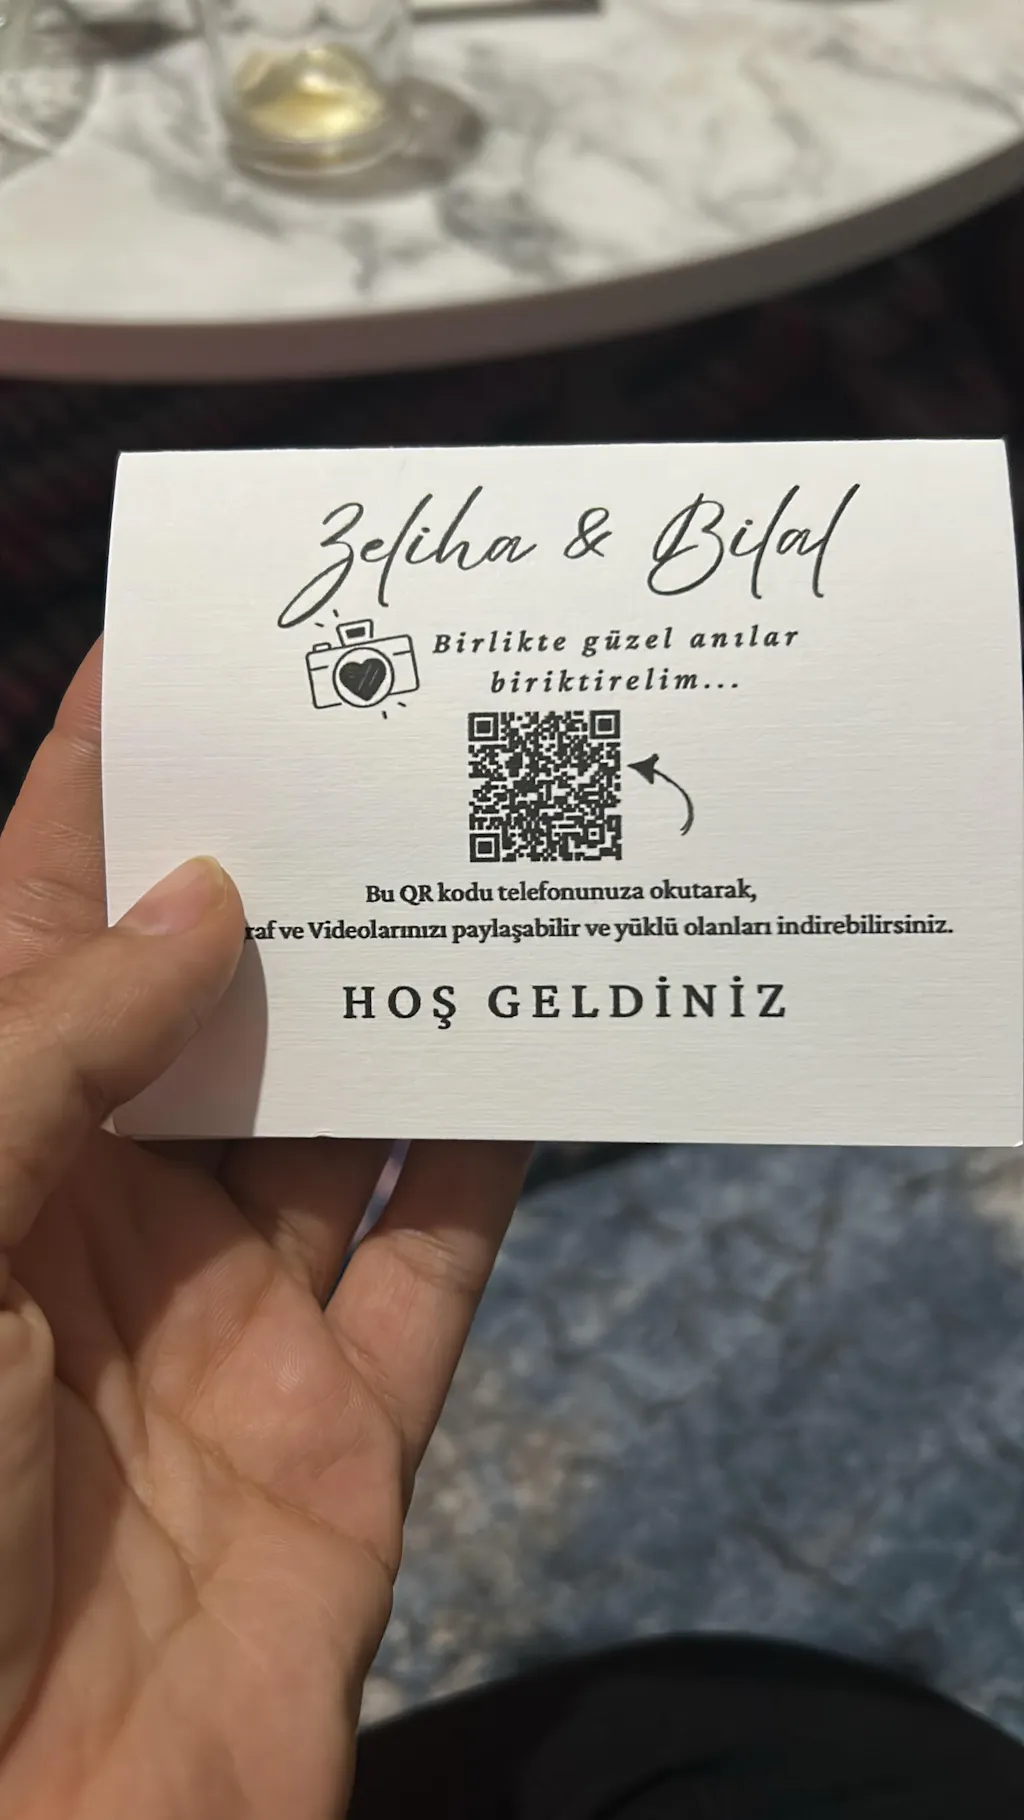 Zeliha & Bilal
Birlikte güzel anılar
biriktirelim...
Bu QR kodu telefonunuza okutarak,
ve Videolarınızı paylaşabilir ve yüklü olanları indirebilirsiniz.
HOŞ GELDİNİZ